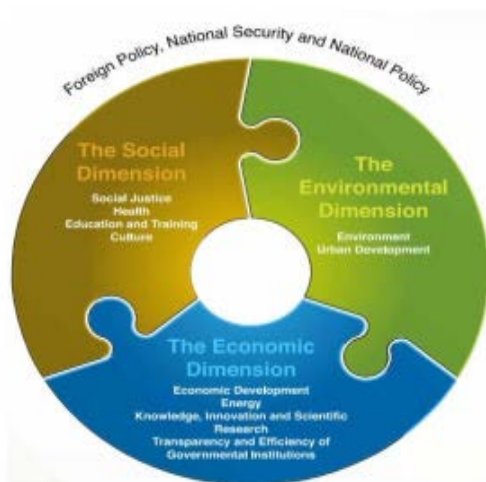 Foreign Policy, National Security and National Policy
The Social
Dimension
Social Justice
Health
Education and Training
Culture
The
Environmental
Dimension
Environment
Urban Development
The Economic
Dimension
Economic Development
Energy
Knowledge, Innovation and Scientific
Research
Transparency and Efficiency of
Governmental Institutions